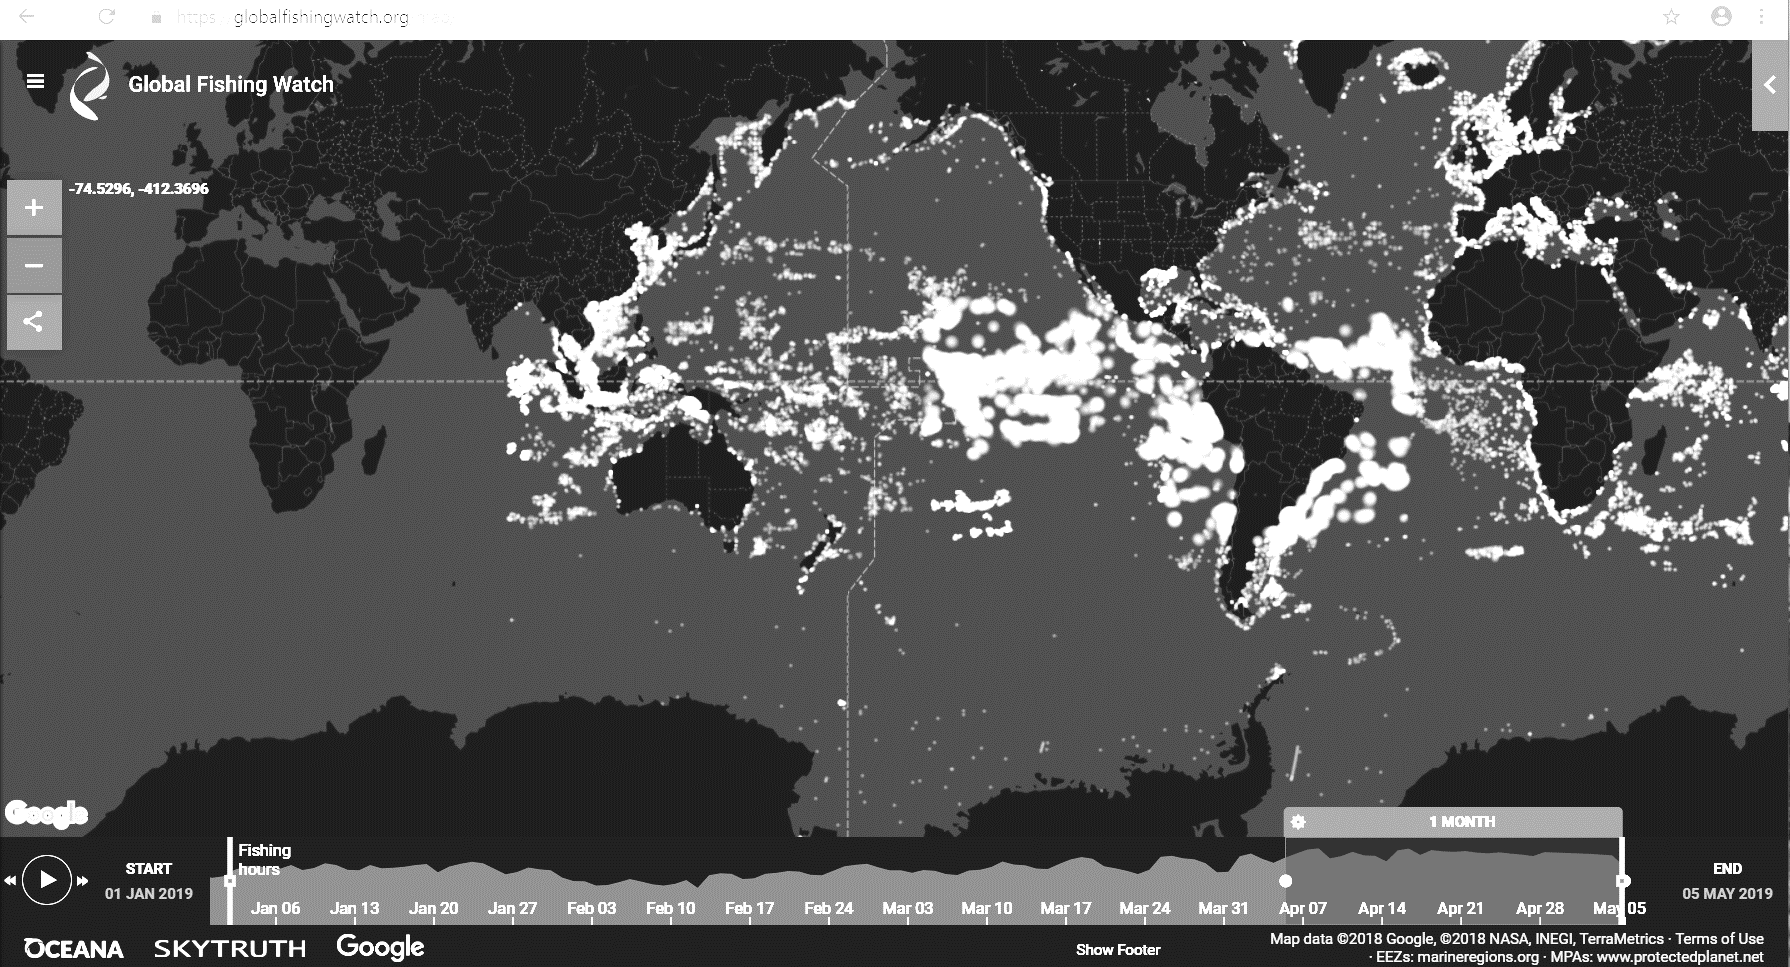 https globalfishingwatch.org
Global Fishing Watch
-74.5296, -412.3696
+
−
Google
1 MONTH
START
01 JAN 2019
Fishing
hours
Jan 06 Jan 13 Jan 20 Jan 27 Feb 03 Feb 10 Feb 17 Feb 24 Mar 03 Mar 10 Mar 17 Mar 24 Mar 31 Apr 07 Apr 14 Apr 21 Apr 28 May 05
END
05 MAY 2019
OCEANA SKYTRUTH Google
Show Footer
Map data ©2018 Google, ©2018 NASA, INEGI, TerraMetrics · Terms of Use
· EEZs: marineregions.org · MPAs: www.protectedplanet.net